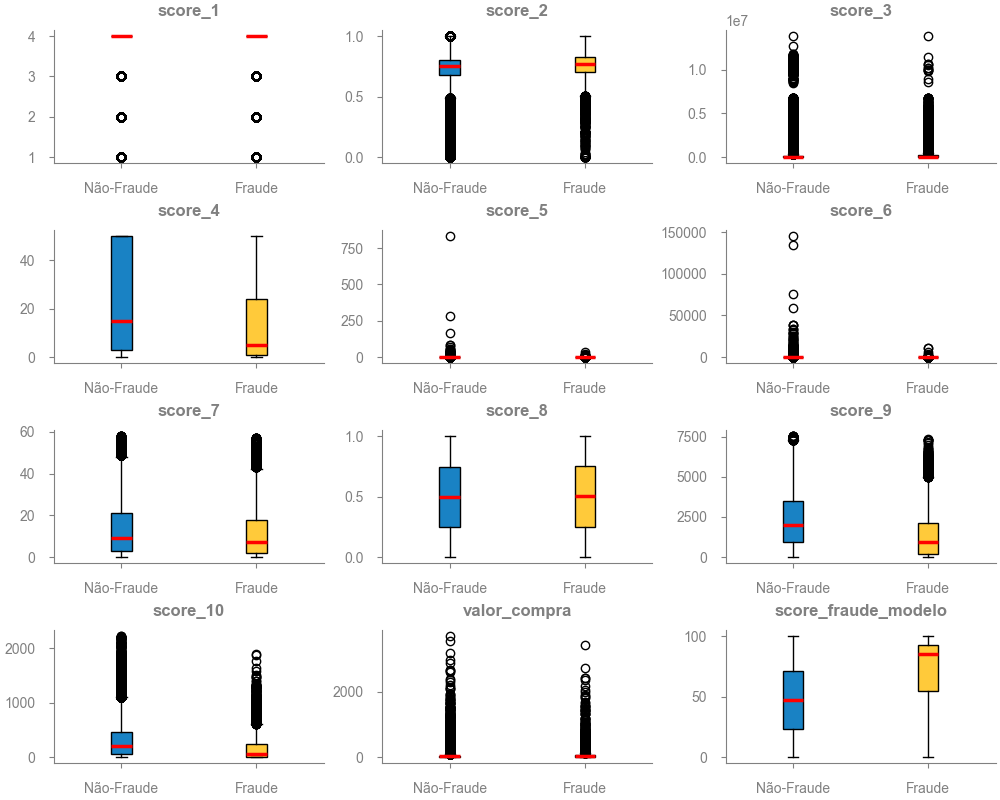 score_1
4
3
2
1
Não-Fraude Fraude
score_2
1.0
0.5
0.0
Não-Fraude Fraude
score_3
1e7
1.0
0.5
0.0
Não-Fraude Fraude
score_4
40
20
0
Não-Fraude Fraude
score_5
750
500
250
0
Não-Fraude Fraude
score_6
150000
100000
50000
0
Não-Fraude Fraude
score_7
60
40
20
0
Não-Fraude Fraude
score_8
1.0
0.5
0.0
Não-Fraude Fraude
score_9
7500
5000
2500
0
Não-Fraude Fraude
score_10
2000
1000
0
Não-Fraude Fraude
valor_compra
2000
0
Não-Fraude Fraude
score_fraude_modelo
100
50
0
Não-Fraude Fraude